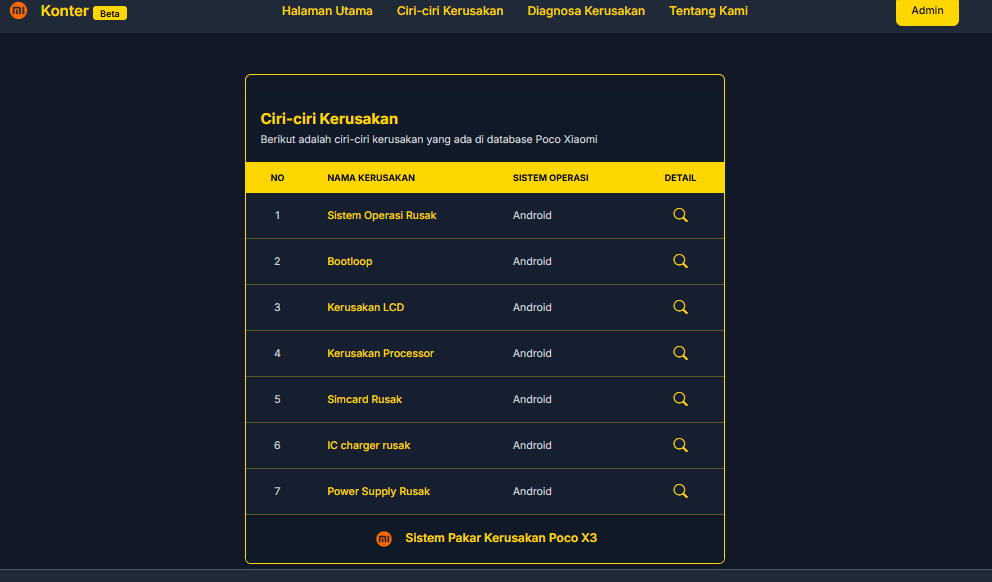 Konter Beta Halaman Utama Ciri-ciri Kerusakan Diagnosa Kerusakan Tentang Kami Admin
Ciri-ciri Kerusakan
Berikut adalah ciri-ciri kerusakan yang ada di database Poco Xiaomi
NO NAMA KERUSAKAN SISTEM OPERASI DETAIL
1 Sistem Operasi Rusak Android
2 Bootloop Android
3 Kerusakan LCD Android
4 Kerusakan Processor Android
5 Simcard Rusak Android
6 IC charger rusak Android
7 Power Supply Rusak Android
Sistem Pakar Kerusakan Poco X3